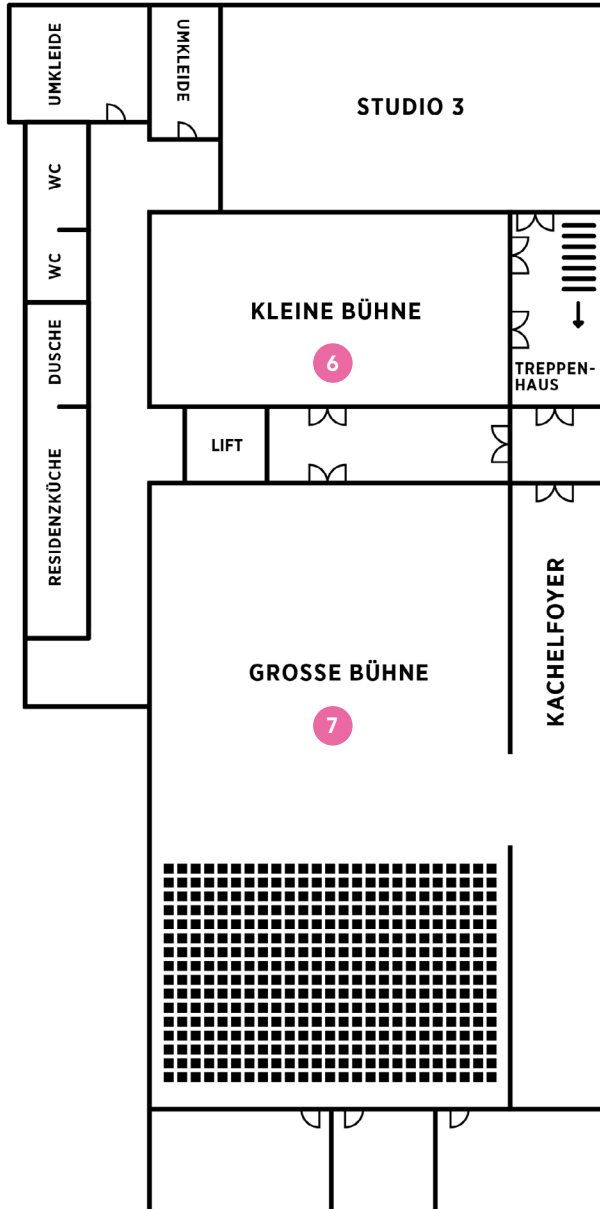 UMKLEIDE
UMKLEIDE
STUDIO 3
WC
WC
KLEINE BÜHNE
6
DUSCHE
TREPPEN-
HAUS
LIFT
RESIDENZKÜCHE
KACHELFOYER
GROSSE BÜHNE
7